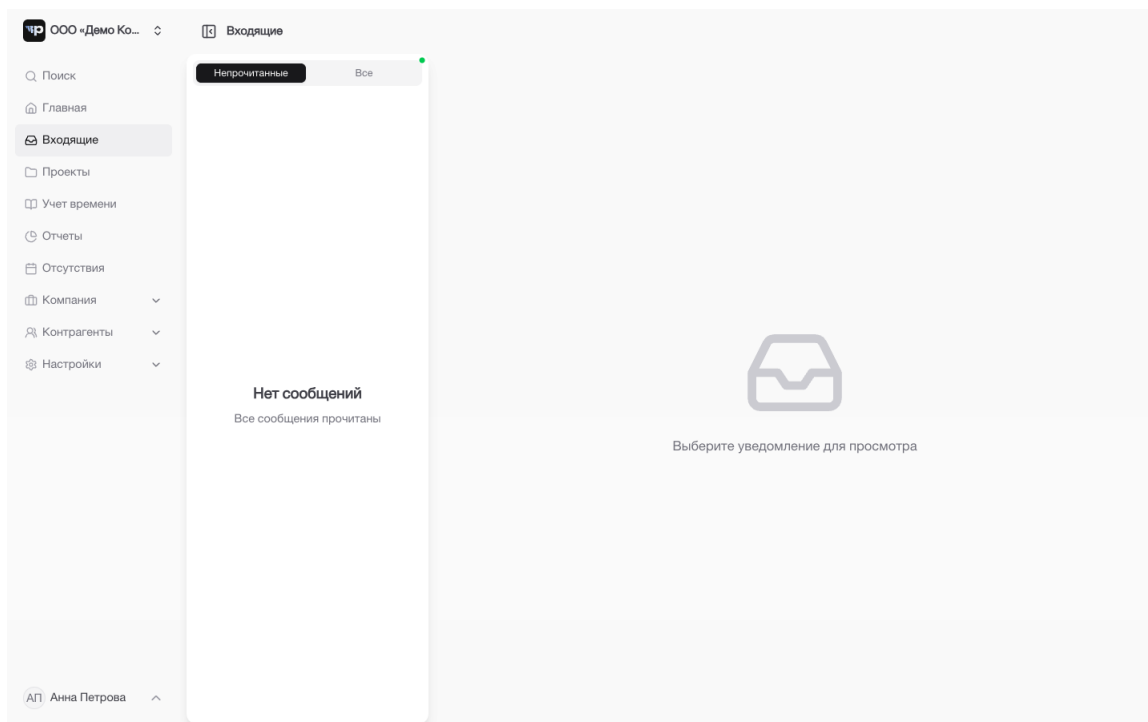 ООО «Демо Ко...
Входящие
Поиск
Главная
Входящие
Проекты
Учет времени
Отчеты
Отсутствия
Компания
Контрагенты
Настройки
АП Анна Петрова
Непрочитанные Все
Нет сообщений
Все сообщения прочитаны
Выберите уведомление для просмотра